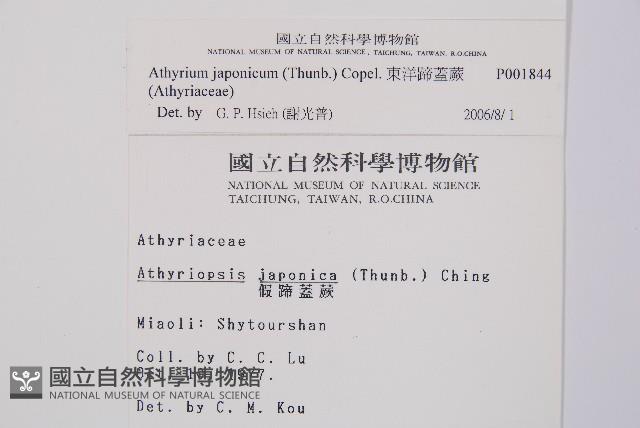 國立自然科學博物館
NATIONAL MUSEUM OF NATURAL SCIENCE, TAICHUNG, TAIWAN, R.O.CHINA
Athyrium japonicum (Thunb.) Copel. 東洋蹄蓋蕨 P001844
(Athyriaceae)
Det. by G. P. Hsieh (謝光普) 2006/8/1
國立自然科學博物館
NATIONAL MUSEUM OF NATURAL SCIENCE
TAICHUNG, TAIWAN, R.O.CHINA
Athyriaceae
Athyriopsis japonica (Thunb.) Ching
假蹄蓋蕨
Miaoli: Shytourshan
Coll. by C. C. Lu
國立自然科學博物館
NATIONAL MUSEUM OF NATURAL SCIENCE
Det. by C. M. Kou